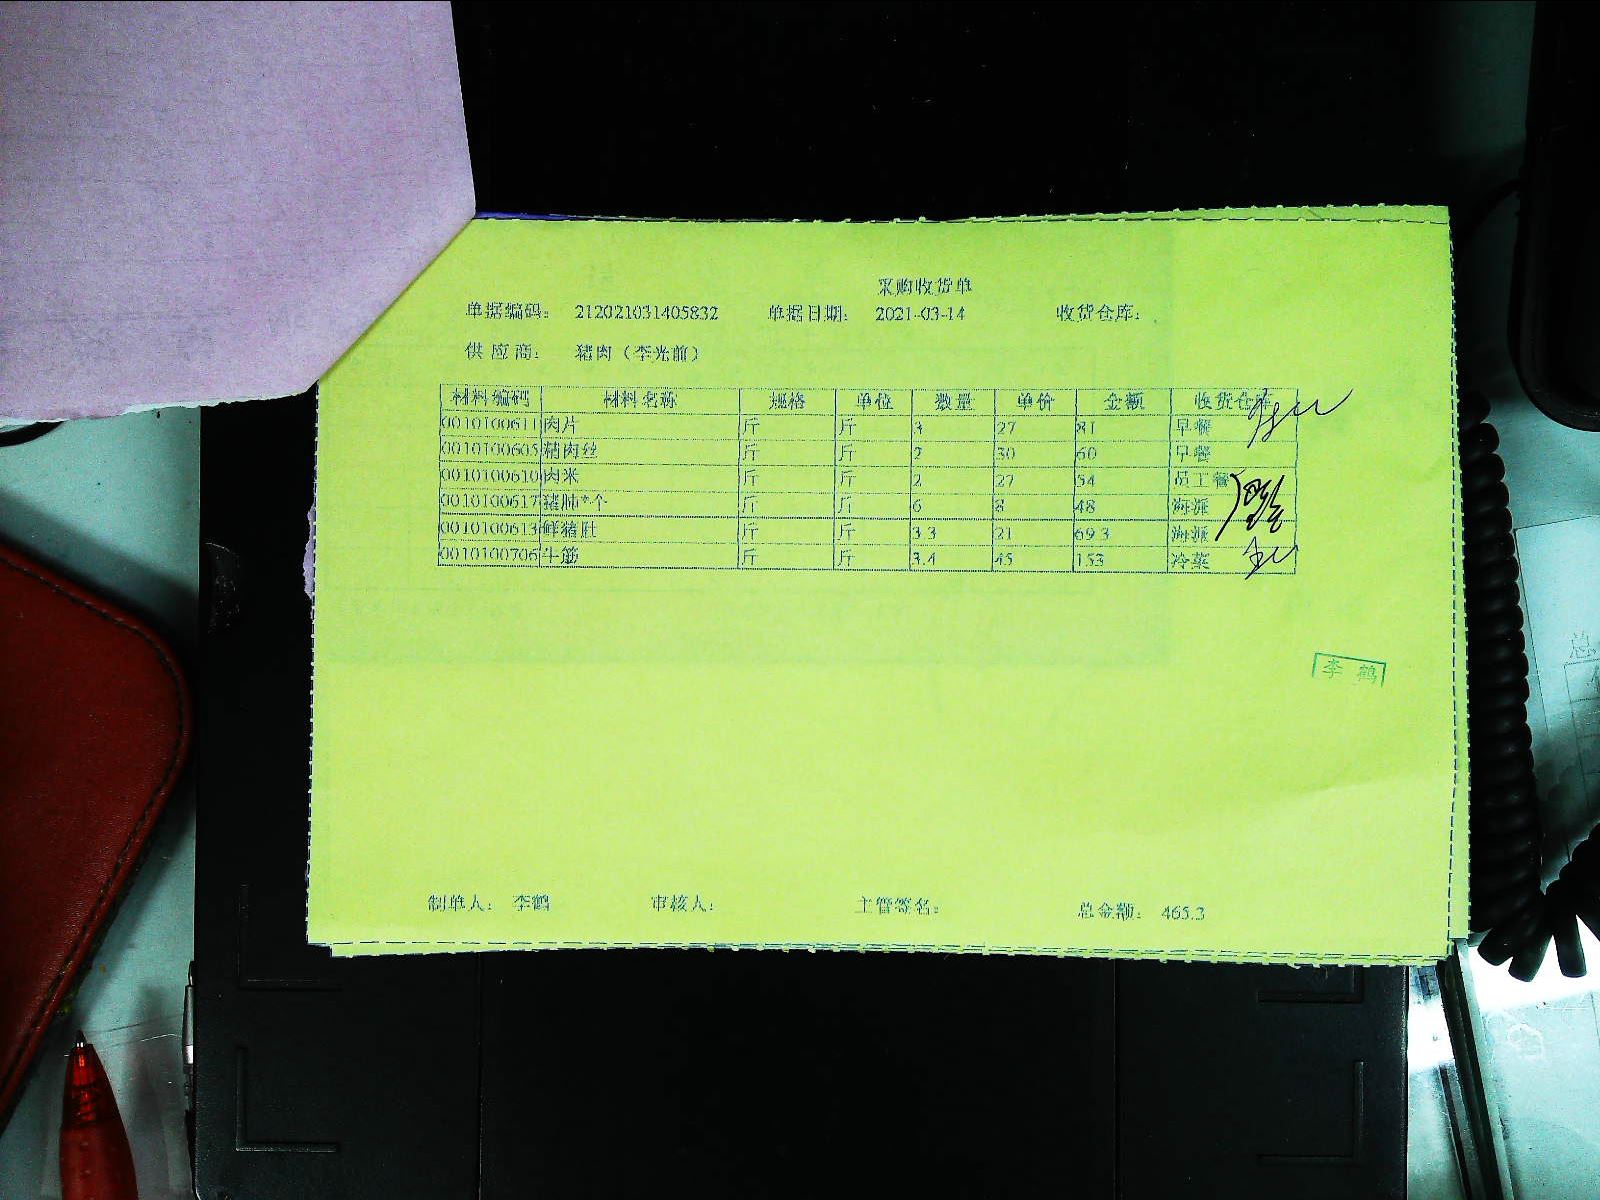 采购收货单
单据编码： 212021031405832 单据日期： 2021-03-14 收货仓库：
供应商： 猪肉（李光前）
材料编码 材料名称 规格 单位 数量 单价 金额 收货仓库
0010100611 肉片 斤 斤 3 27 81 早餐
0010100605 精肉丝 斤 斤 2 30 60 早餐
0010100610 肉米 斤 斤 2 27 54 员工餐
0010100617 猪肺*个 斤 斤 6 8 48 海派
0010100613 鲜猪肚 斤 斤 3.3 21 69.3 海派
0010100706 牛筋 斤 斤 3.4 45 153 冷菜
李鹤
制单人： 李鹤 审核人： 主管签名： 总金额： 465.3